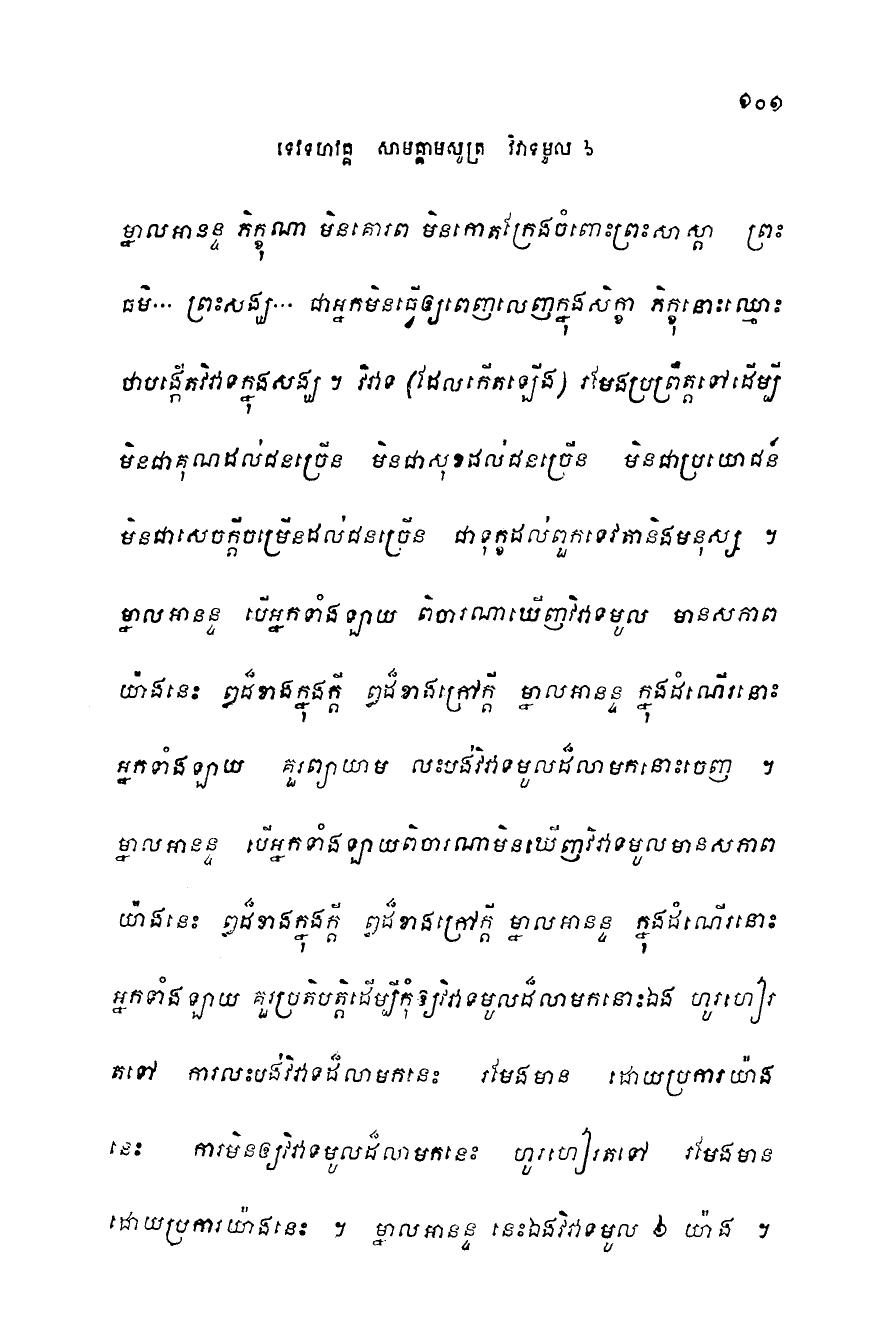 ១០១
ទេវទហវគ្គ សាមគាមសូត្រ វិវាទមូល ៦
ម្នាលអានន្ទ ភិក្ខុណា មិនគោរព មិនកោតក្រែងចំពោះព្រះសាស្តា ព្រះ
ធម៌… ព្រះសង្ឃ… ជាអ្នកមិនធ្វើឲ្យពេញលេញក្នុងសិក្ខា ភិក្ខុនោះឈ្មោះ
ថាបង្កើតវិវាទក្នុងសង្ឃ ។ វិវាទ (ដែលកើតឡើង) រមែងប្រព្រឹត្តទៅដើម្បី
មិនជាគុណដល់ជនច្រើន មិនជាសុខដល់ជនច្រើន មិនជាប្រយោជន៍
មិនជាសេចក្តីចម្រើនដល់ជនច្រើន ជាទុក្ខដល់ពួកទេវតានិងមនុស្ស ។
ម្នាលអានន្ទ បើអ្នកទាំងឡាយ ពិចារណាឃើញវិវាទមូល មានសភាព
យ៉ាងនេះ ឰដ៏ខាងក្នុងក្តី ឰដ៏ខាងក្រៅក្តី ម្នាលអានន្ទ ក្នុងដំណើរនោះ
អ្នកទាំងឡាយ គួរព្យាយាម លះបង់វិវាទមូលដ៏លាមកនោះចេញ ។
ម្នាលអានន្ទ បើអ្នកទាំងឡាយពិចារណាមិនឃើញវិវាទមូលមានសភាព
យ៉ាងនេះ ឰដ៏ខាងក្នុងក្តី ឰដ៏ខាងក្រៅក្តី ម្នាលអានន្ទ ក្នុងដំណើរនោះ
អ្នកទាំងឡាយ គួរប្រតិបត្តិដើម្បីកុំឱ្យវិវាទមូលដ៏លាមកនោះឯង ហូរហៀរ
តទៅ ការលះបង់វិវាទដ៏លាមកនេះ រមែងមាន ដោយប្រការយ៉ាង
នេះ ការមិនឲ្យវិវាទមូលដ៏លាមកនេះ ហូរហៀរតទៅ រមែងមាន
ដោយប្រការយ៉ាងនេះ ។ ម្នាលអានន្ទ នេះឯងវិវាទមូល ៦ យ៉ាង ។